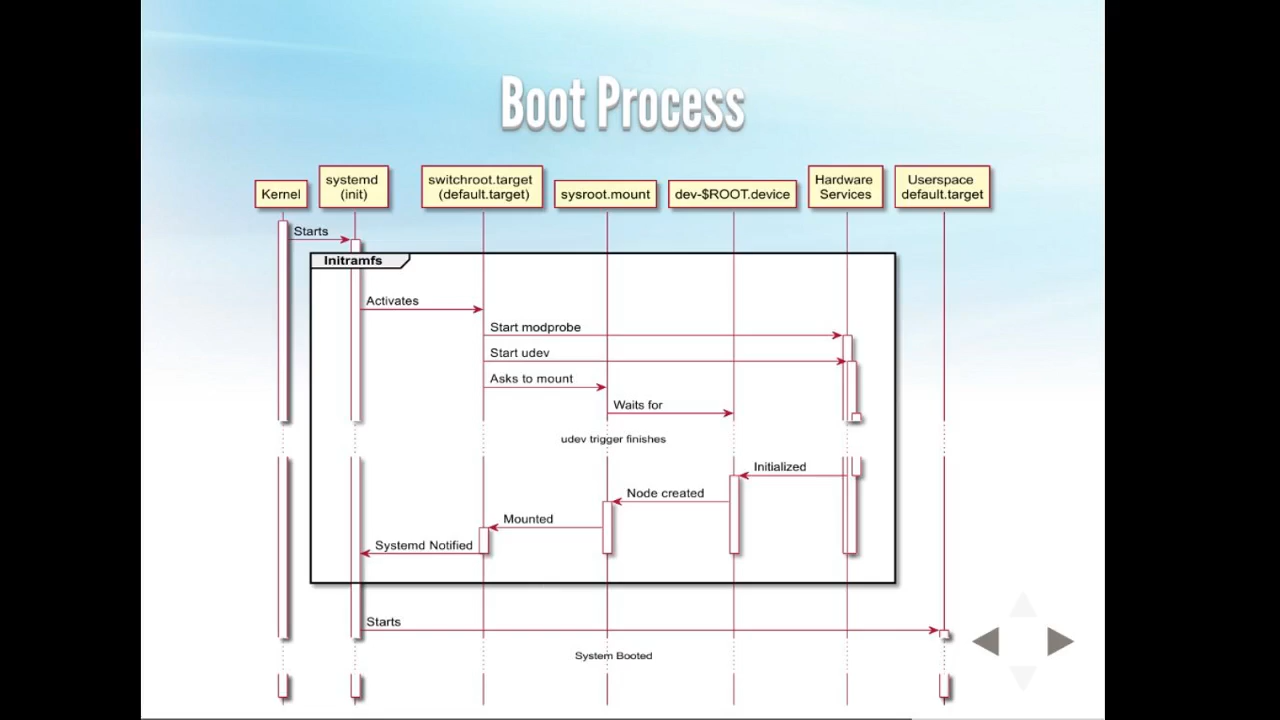 Boot Process
Kernel
systemd
(init)
switchroot.target
(default.target)
sysroot.mount
dev-$ROOT.device
Hardware
Services
Userspace
default.target
Starts
Initramfs
Activates
Start modprobe
Start udev
Asks to mount
Waits for
udev trigger finishes
Initialized
Node created
Mounted
Systemd Notified
Starts
System Booted